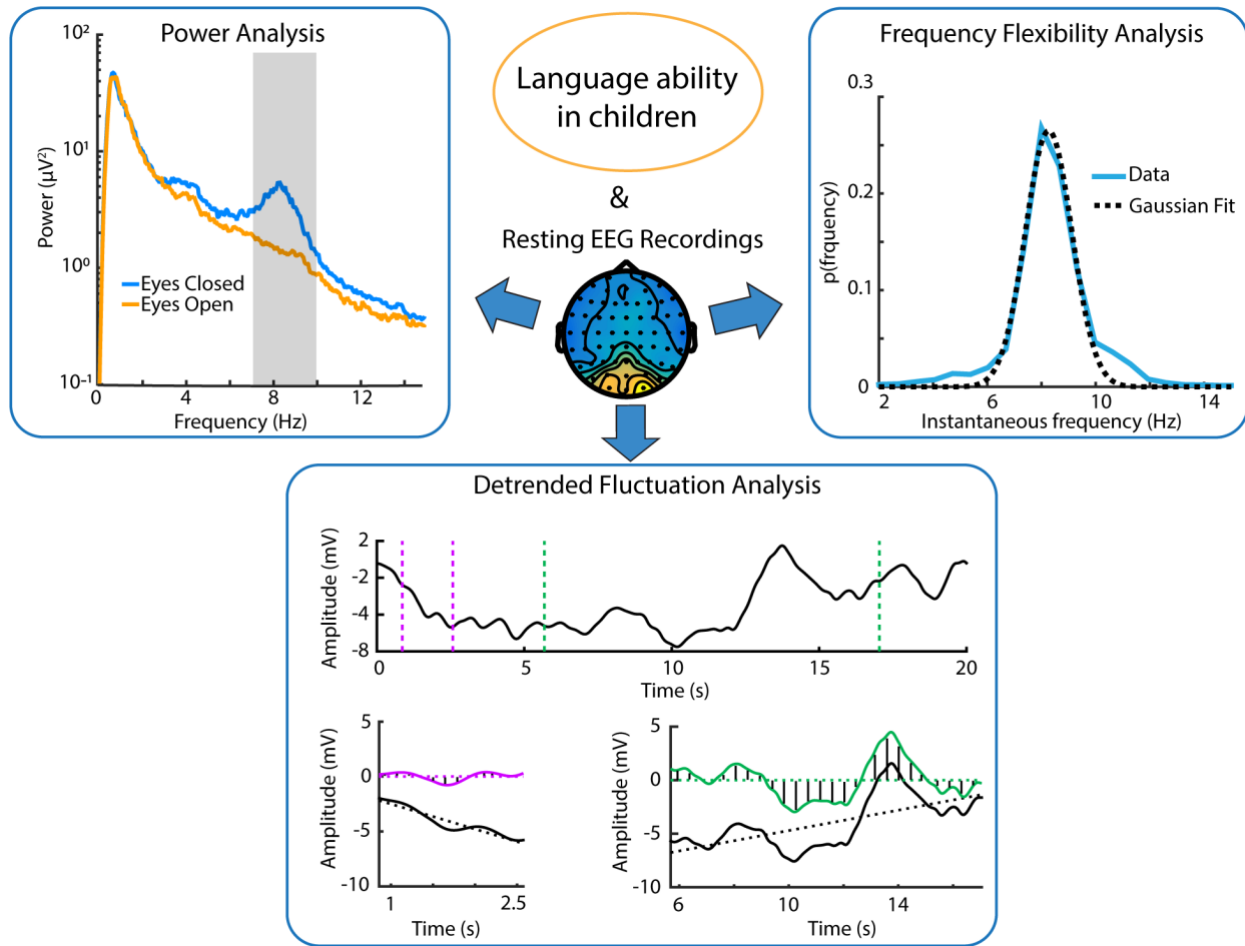 Power Analysis
10²
10¹
10⁰
10⁻¹
Power (µV²)
Eyes Closed
Eyes Open
0
4
8
12
Frequency (Hz)
Language ability
in children
&
Resting EEG Recordings
Frequency Flexibility Analysis
0.3
0.2
0.1
0
p(frquency)
Data
Gaussian Fit
2
6
10
14
Instantaneous frequency (Hz)
Detrended Fluctuation Analysis
Amplitude (mV)
2
-2
-4
-8
0
5
10
15
20
Time (s)
Amplitude (mV)
5
0
-5
-10
1
2.5
Time (s)
Amplitude (mV)
5
0
-5
-10
6
10
14
Time (s)